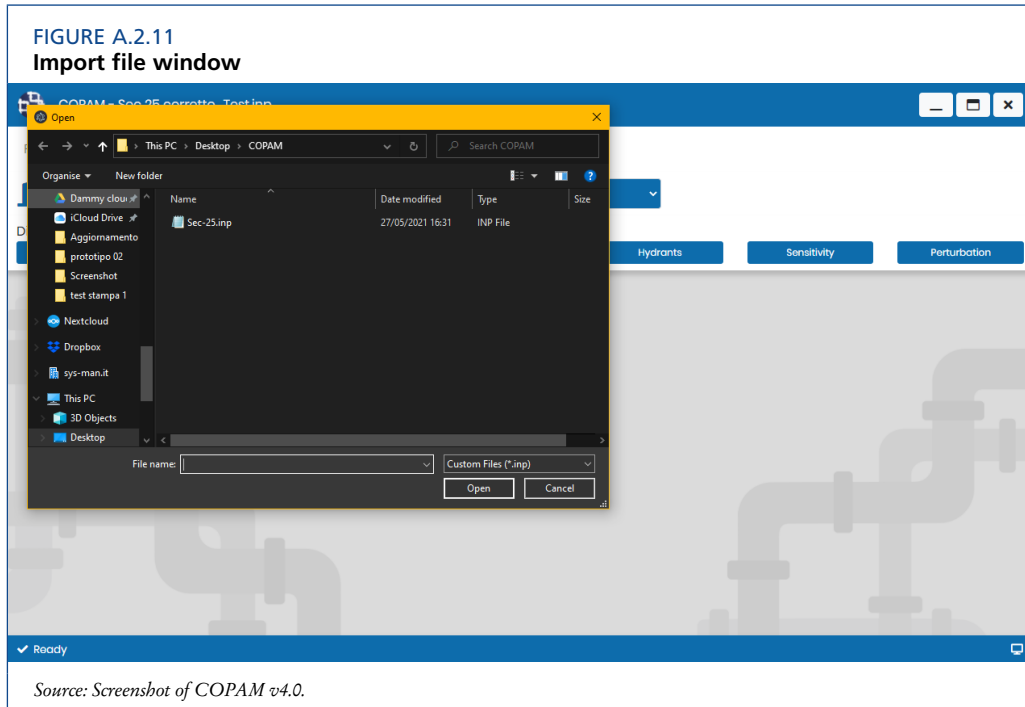 FIGURE A.2.11
Import file window
COPAM - Sec 25 corretto_Test.inp
Open
This PC › Desktop › COPAM
Search COPAM
Organise New folder
Name Date modified Type Size
Sec-25.inp 27/05/2021 16:31 INP File
Dammy clou
iCloud Drive
Aggiornamento
prototipo 02
Screenshot
test stampa 1
Nextcloud
Dropbox
sys-man.it
This PC
3D Objects
Desktop
File name: Custom Files (*.inp)
Open Cancel
Hydrants Sensitivity Perturbation
Ready
Source: Screenshot of COPAM v4.0.